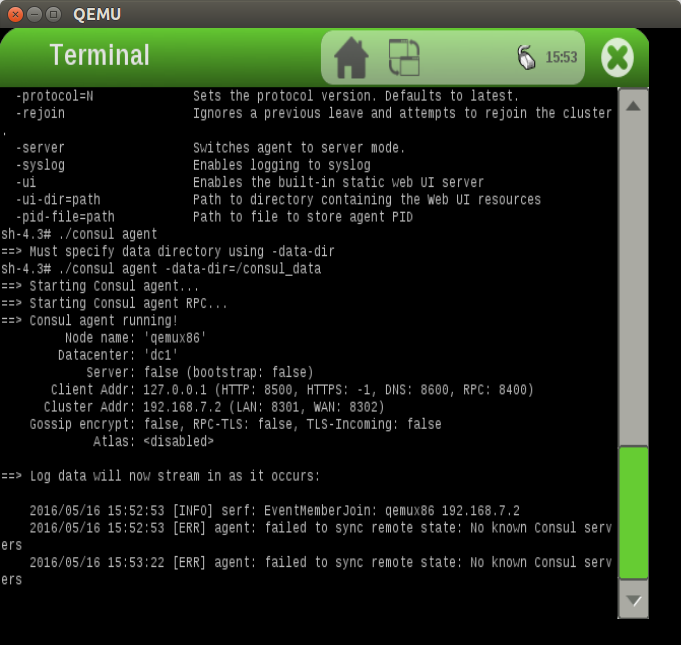 QEMU
Terminal
15:53
-protocol=N Sets the protocol version. Defaults to latest.
-rejoin Ignores a previous leave and attempts to rejoin the cluster
.
-server Switches agent to server mode.
-syslog Enables logging to syslog
-ui Enables the built-in static web UI server
-ui-dir=path Path to directory containing the Web UI resources
-pid-file=path Path to file to store agent PID
sh-4.3# ./consul agent
==> Must specify data directory using -data-dir
sh-4.3# ./consul agent -data-dir=/consul_data
==> Starting Consul agent...
==> Starting Consul agent RPC...
==> Consul agent running!
Node name: 'qemux86'
Datacenter: 'dc1'
Server: false (bootstrap: false)
Client Addr: 127.0.0.1 (HTTP: 8500, HTTPS: -1, DNS: 8600, RPC: 8400)
Cluster Addr: 192.168.7.2 (LAN: 8301, WAN: 8302)
Gossip encrypt: false, RPC-TLS: false, TLS-Incoming: false
Atlas: <disabled>
==> Log data will now stream in as it occurs:
2016/05/16 15:52:53 [INFO] serf: EventMemberJoin: qemux86 192.168.7.2
2016/05/16 15:52:53 [ERR] agent: failed to sync remote state: No known Consul serv
ers
2016/05/16 15:53:22 [ERR] agent: failed to sync remote state: No known Consul serv
ers